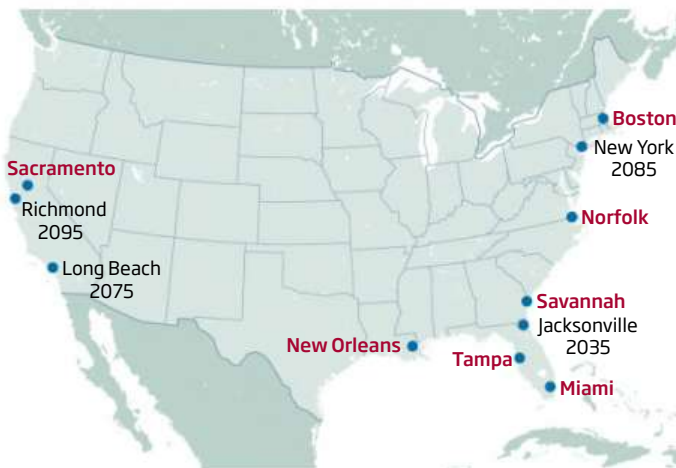 Boston
New York
2085
Sacramento
Richmond
2095
Norfolk
Long Beach
2075
Savannah
Jacksonville
2035
New Orleans
Tampa
Miami